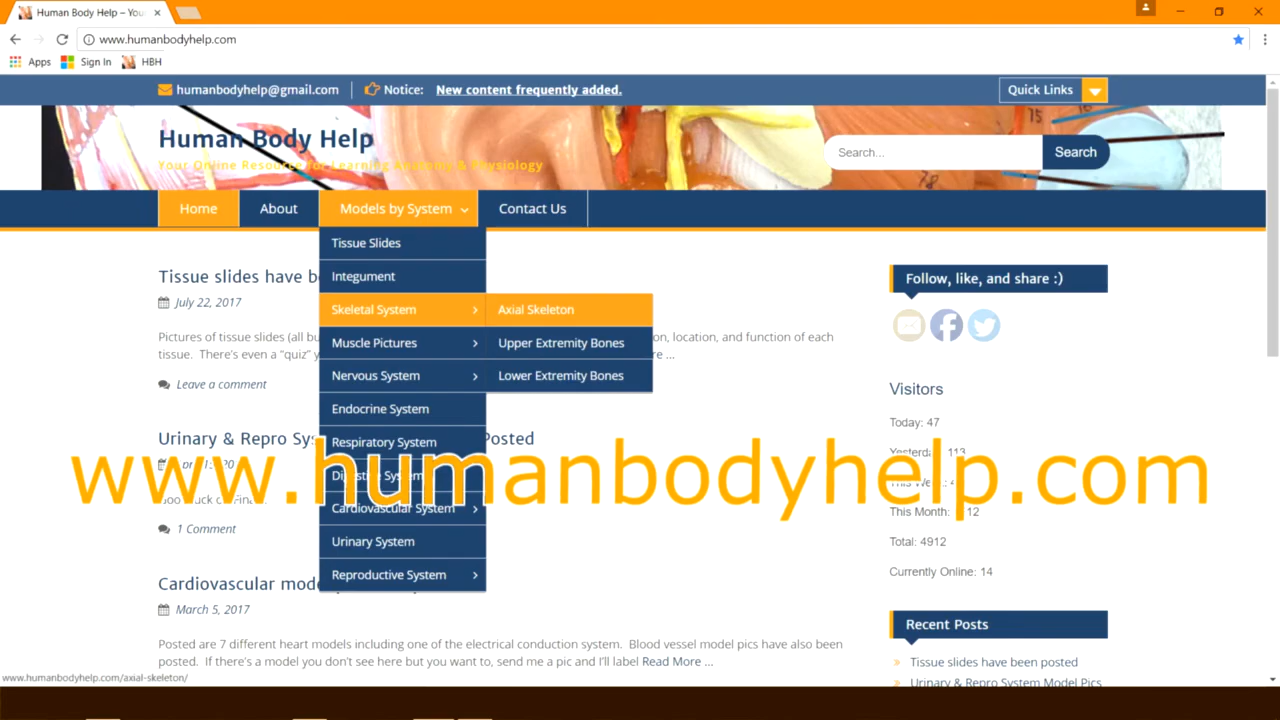 Human Body Help – You
www.humanbodyhelp.com
Apps Sign In HBH
humanbodyhelp@gmail.com Notice: New content frequently added. Quick Links
Human Body Help
Your Online Resource for Learning Anatomy & Physiology
Search... Search
15
16
78
Home About Models by System Contact Us
Tissue Slides
Integument
Skeletal System Axial Skeleton
Muscle Pictures Upper Extremity Bones
Nervous System Lower Extremity Bones
Endocrine System
Respiratory System
Digestive System
Cardiovascular System
Urinary System
Reproductive System
Tissue slides have
July 22, 2017
Pictures of tissue slides (all location, and function of each
tissue. There's even a "quiz"
Leave a comment
Urinary & Repro Posted
1 Comment
Cardiovascular
March 5, 2017
Posted are 7 different heart models including one of the electrical conduction system. Blood vessel model pics have also been
posted. If there's a model you don't see here but you want to, send me a pic and I'll label Read More ...
www.humanbodyhelp.com
Follow, like, and share :)
Visitors
Today: 47
This Month:
Total: 4912
Currently Online: 14
Recent Posts
Tissue slides have been posted
Urinary & Repro System Model Pics
www.humanbodyhelp.com/axial-skeleton/